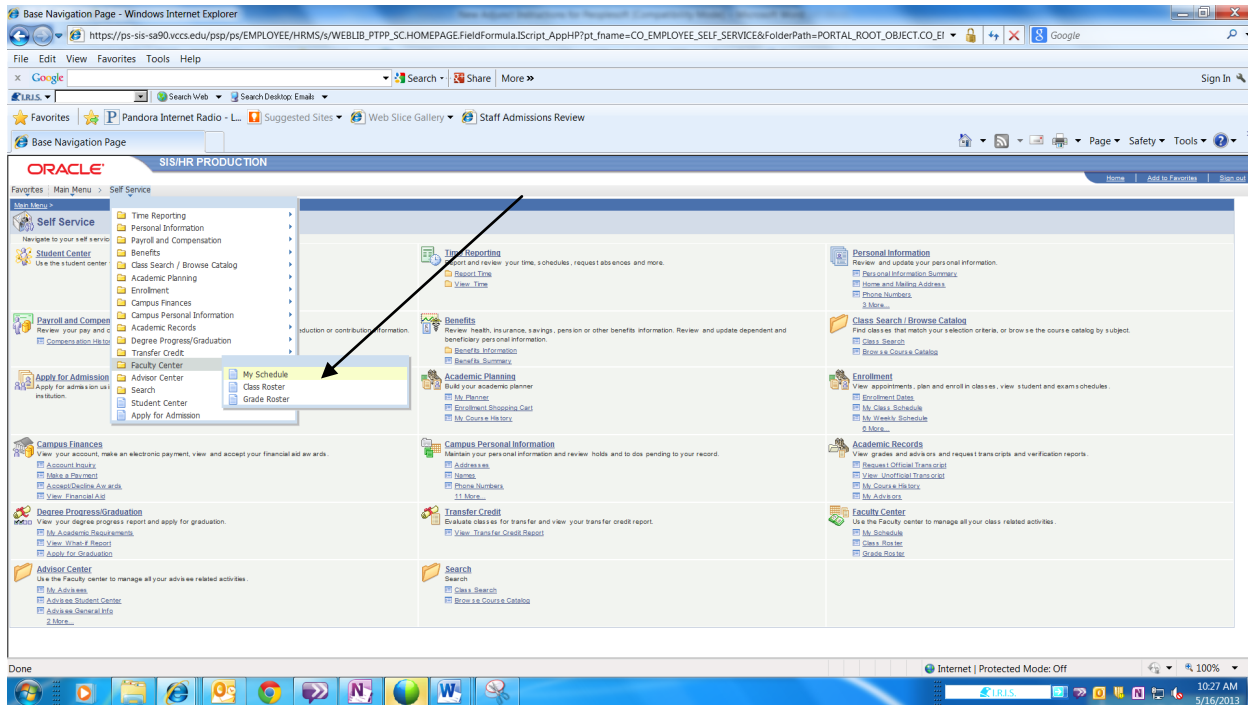 Base Navigation Page - Windows Internet Explorer
https://ps-sis-sa90.vccs.edu/psp/ps/EMPLOYEE/HRMS/s/WEBLIB_PTPP_SC.HOMEPAGE.FieldFormula.IScript_AppHP?pt_fname=CO_EMPLOYEE_SELF_SERVICE&FolderPath=PORTAL_ROOT_OBJECT.CO_EI
Google
File Edit View Favorites Tools Help
x Google Search Share More » Sign In
I.R.I.S. Search Web Search Desktop: Emails
Favorites Pandora Internet Radio - L... Suggested Sites Web Slice Gallery Staff Admissions Review
Base Navigation Page Page Safety Tools
ORACLE SIS/HR PRODUCTION
Home | Add to Favorites | Sign out
Favorites Main Menu > Self Service
Main Menu >
Self Service
Navigate to your self servic
Student Center
Use the student center
Payroll and Compen
Review your pay and c
eduction or contribution information.
Compensation Histo
Apply for Admission
Apply for admission usi
institution.
Time Reporting
Personal Information
Payroll and Compensation
Benefits
Class Search / Browse Catalog
Academic Planning
Enrollment
Campus Finances
Campus Personal Information
Academic Records
Degree Progress/Graduation
Transfer Credit
Faculty Center
Advisor Center
Search
Student Center
Apply for Admission
My Schedule
Class Roster
Grade Roster
Time Reporting
Report and review your time, schedules, request absences and more.
Report Time
View Time
Personal Information
Review and update your personal information.
Personal Information Summary
Home and Mailing Address
Phone Numbers
3 More...
Benefits
Review health, insurance, savings, pension or other benefits information. Review and update dependent and
beneficiary personal information.
Benefits Information
Benefits Summary
Class Search / Browse Catalog
Find classes that match your selection criteria, or browse the course catalog by subject.
Class Search
Browse Course Catalog
Academic Planning
Build your academic planner
My Planner
Enrollment Shopping Cart
My Course History
Enrollment
View appointments, plan and enroll in classes, view student and exam schedules.
Enrollment Dates
My Class Schedule
My Weekly Schedule
6 More...
Campus Finances
View your account, make an electronic payment, view and accept your financial aid awards.
Account Inquiry
Make a Payment
Accept/Decline Awards
View Financial Aid
Campus Personal Information
Maintain your personal information and review holds and to dos pending to your record.
Addresses
Names
Phone Numbers
11 More...
Academic Records
View grades and advisors and request transcripts and verification reports.
Request Official Transcript
View Unofficial Transcript
My Course History
My Advisors
Degree Progress/Graduation
View your degree progress report and apply for graduation.
My Academic Requirements
View What-if Report
Apply for Graduation
Transfer Credit
Evaluate classes for transfer and view your transfer credit report.
View Transfer Credit Report
Faculty Center
Use the Faculty center to manage all your class related activities.
My Schedule
Class Roster
Grade Roster
Advisor Center
Use the Faculty center to manage all your advisee related activities.
My Advisees
Advisee Student Center
Advisee General Info
2 More...
Search
Search
Class Search
Browse Course Catalog
Done Internet | Protected Mode: Off 100%
I.R.I.S.
10:27 AM
5/16/2013